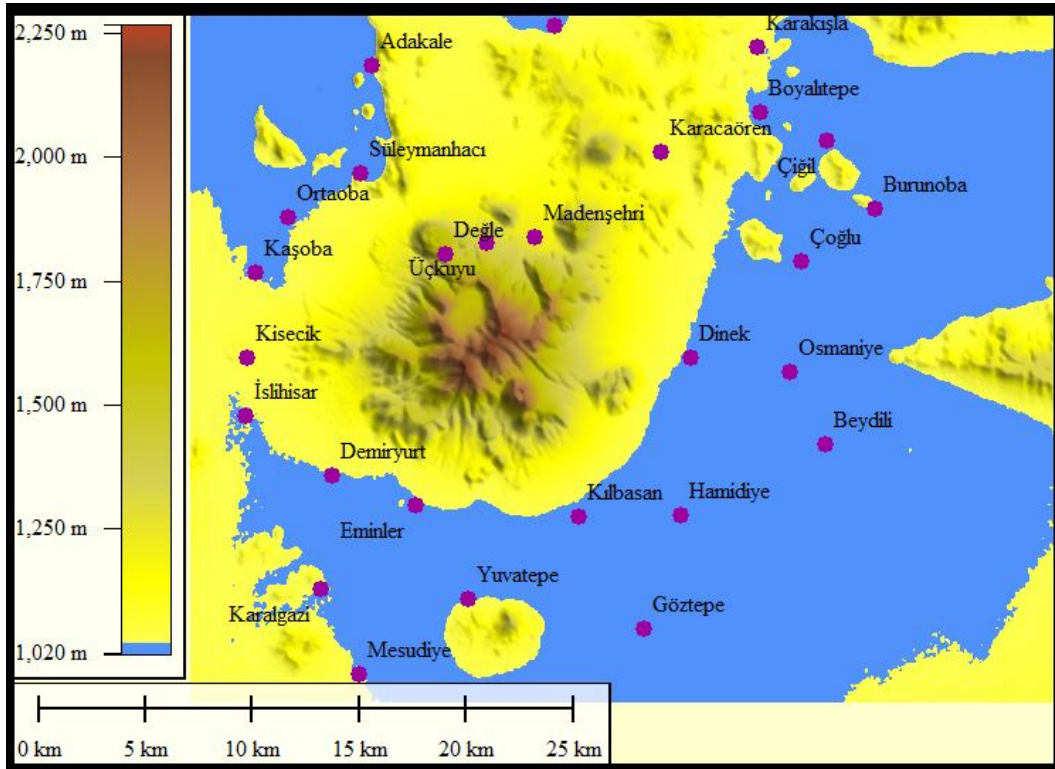 2,250 m
2,000 m
1,750 m
1,500 m
1,250 m
1,020 m
Karakışla
Adakale
Boyalıtepe
Karacaören
Süleymanhacı
Çiğil
Ortaoba
Burunoba
Madenşehri
Değle
Çoğlu
Kaşoba
Üçkuyu
Kisecik
Dinek
Osmaniye
İslihisar
Beydili
Demiryurt
Kılbasan
Hamidiye
Eminler
Yuvatepe
Göztepe
Karalgazi
Mesudiye
0 km 5 km 10 km 15 km 20 km 25 km